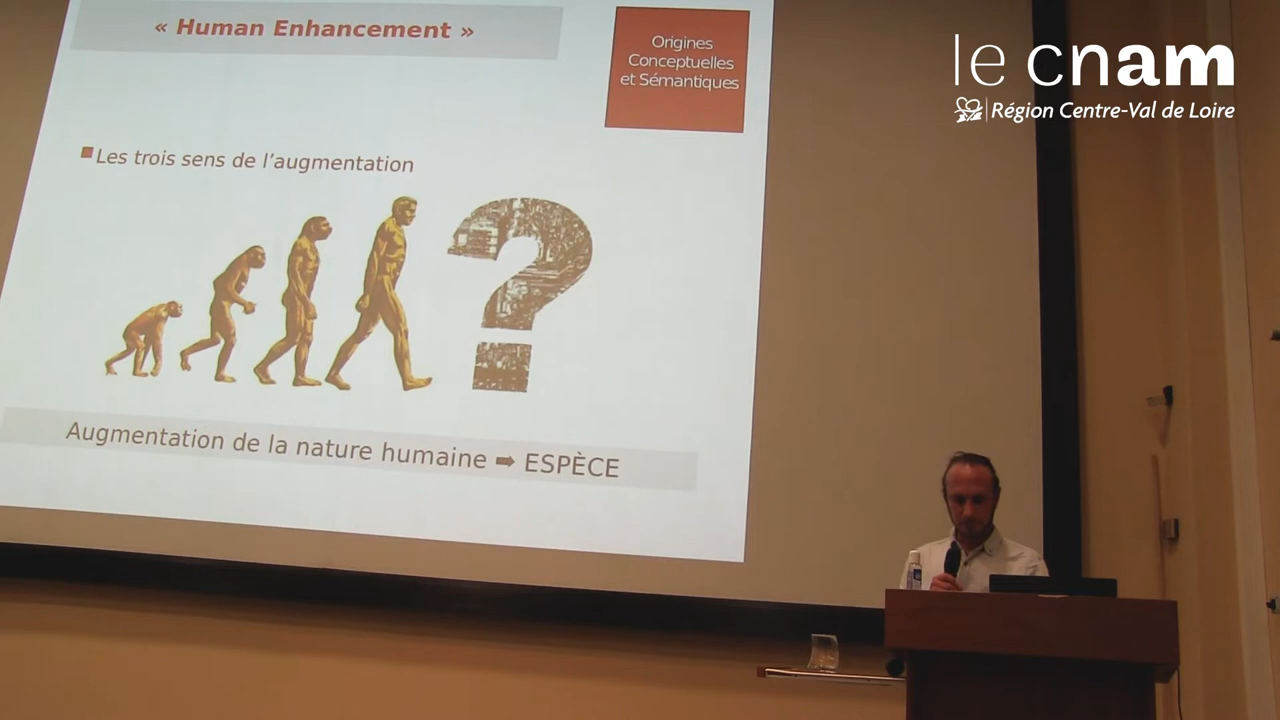 « Human Enhancement »
Origines
Conceptuelles
et Sémantiques
le cnam
Région Centre-Val de Loire
Les trois sens de l'augmentation
?
Augmentation de la nature humaine ➡ ESPÈCE